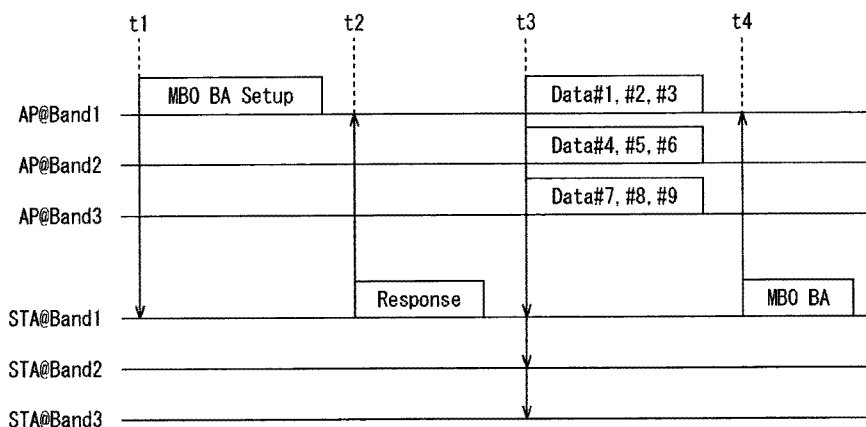 t1 t2 t3 t4
MBO BA Setup Data#1, #2, #3
AP@Band1
Data#4, #5, #6
AP@Band2
Data#7, #8, #9
AP@Band3
Response MBO BA
STA@Band1
STA@Band2
STA@Band3